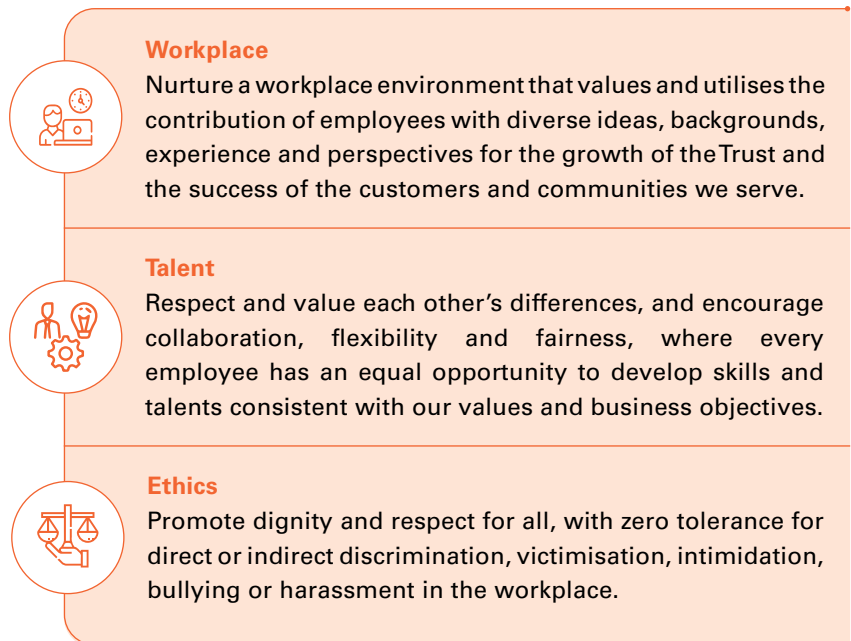 Workplace
Nurture a workplace environment that values and utilises the
contribution of employees with diverse ideas, backgrounds,
experience and perspectives for the growth of the Trust and
the success of the customers and communities we serve.
Talent
Respect and value each other’s differences, and encourage
collaboration, flexibility and fairness, where every
employee has an equal opportunity to develop skills and
talents consistent with our values and business objectives.
Ethics
Promote dignity and respect for all, with zero tolerance for
direct or indirect discrimination, victimisation, intimidation,
bullying or harassment in the workplace.